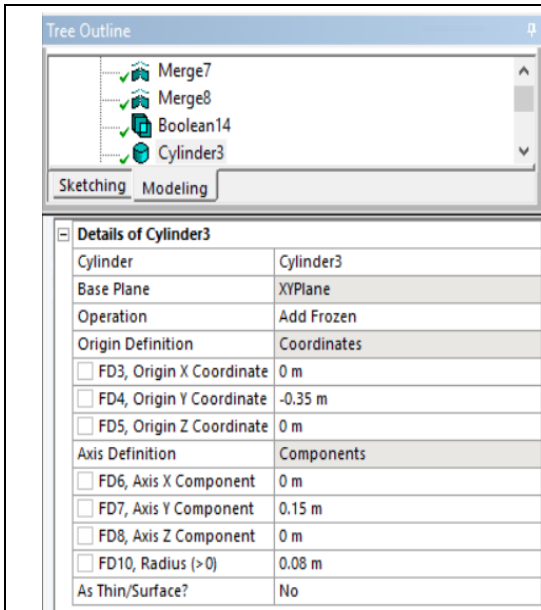 Tree Outline
Merge7
Merge8
Boolean14
Cylinder3
Sketching Modeling
Details of Cylinder3
Cylinder Cylinder3
Base Plane XYPlane
Operation Add Frozen
Origin Definition Coordinates
FD3, Origin X Coordinate 0 m
FD4, Origin Y Coordinate -0.35 m
FD5, Origin Z Coordinate 0 m
Axis Definition Components
FD6, Axis X Component 0 m
FD7, Axis Y Component 0.15 m
FD8, Axis Z Component 0 m
FD10, Radius (>0) 0.08 m
As Thin/Surface? No